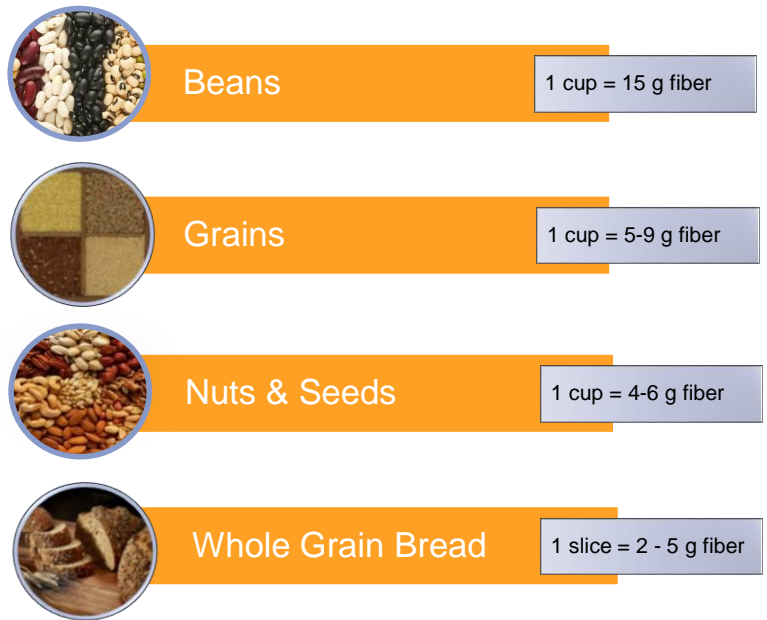 Beans
1 cup = 15 g fiber
Grains
1 cup = 5-9 g fiber
Nuts & Seeds
1 cup = 4-6 g fiber
Whole Grain Bread
1 slice = 2 - 5 g fiber